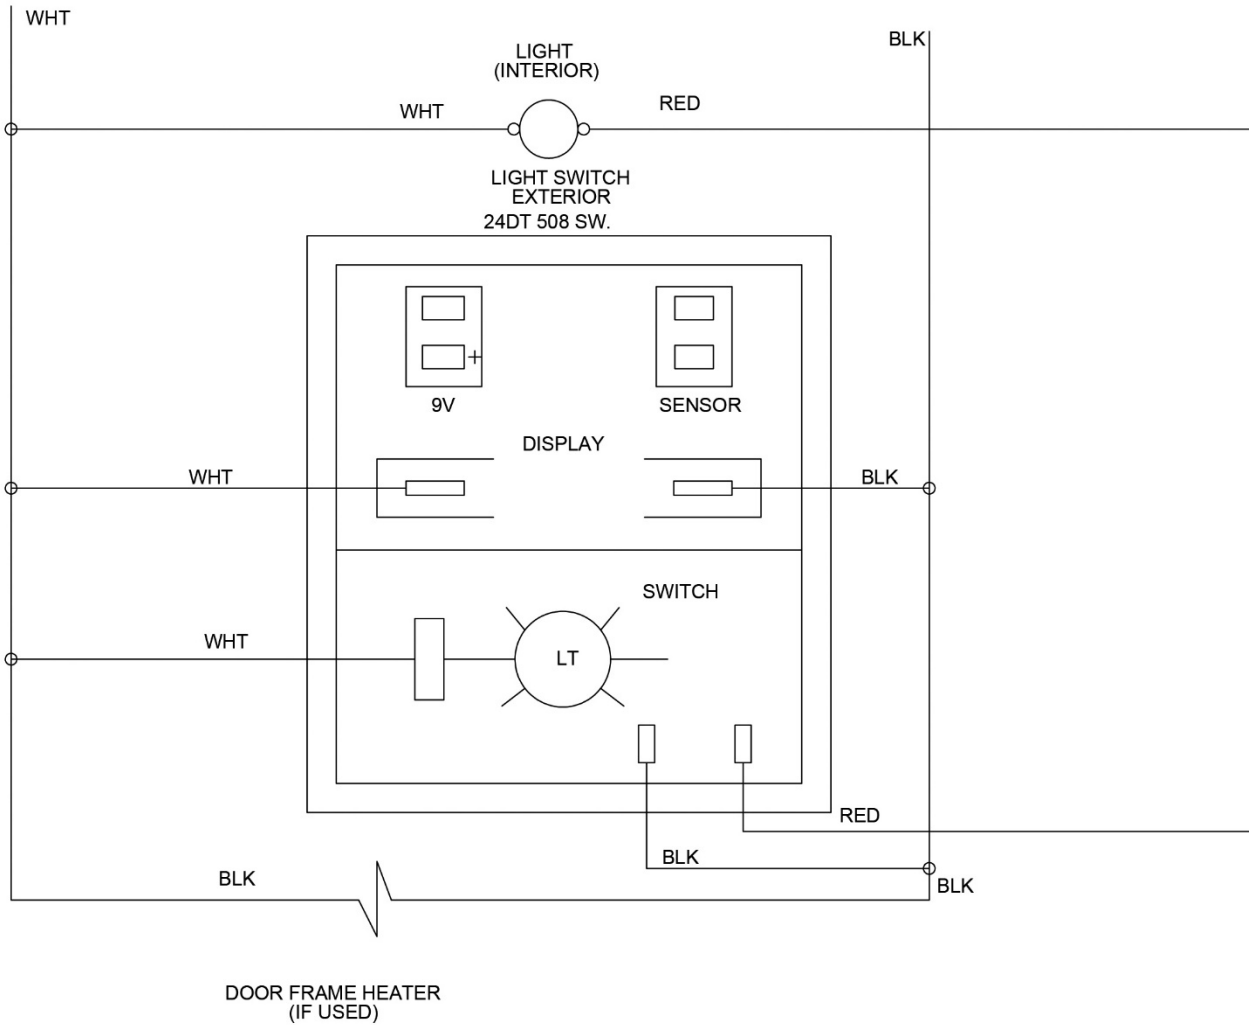 WHT
BLK
LIGHT
(INTERIOR)
WHT
RED
LIGHT SWITCH
EXTERIOR
24DT 508 SW.
+
9V
SENSOR
DISPLAY
WHT
BLK
SWITCH
WHT
LT
RED
BLK
BLK
BLK
DOOR FRAME HEATER
(IF USED)